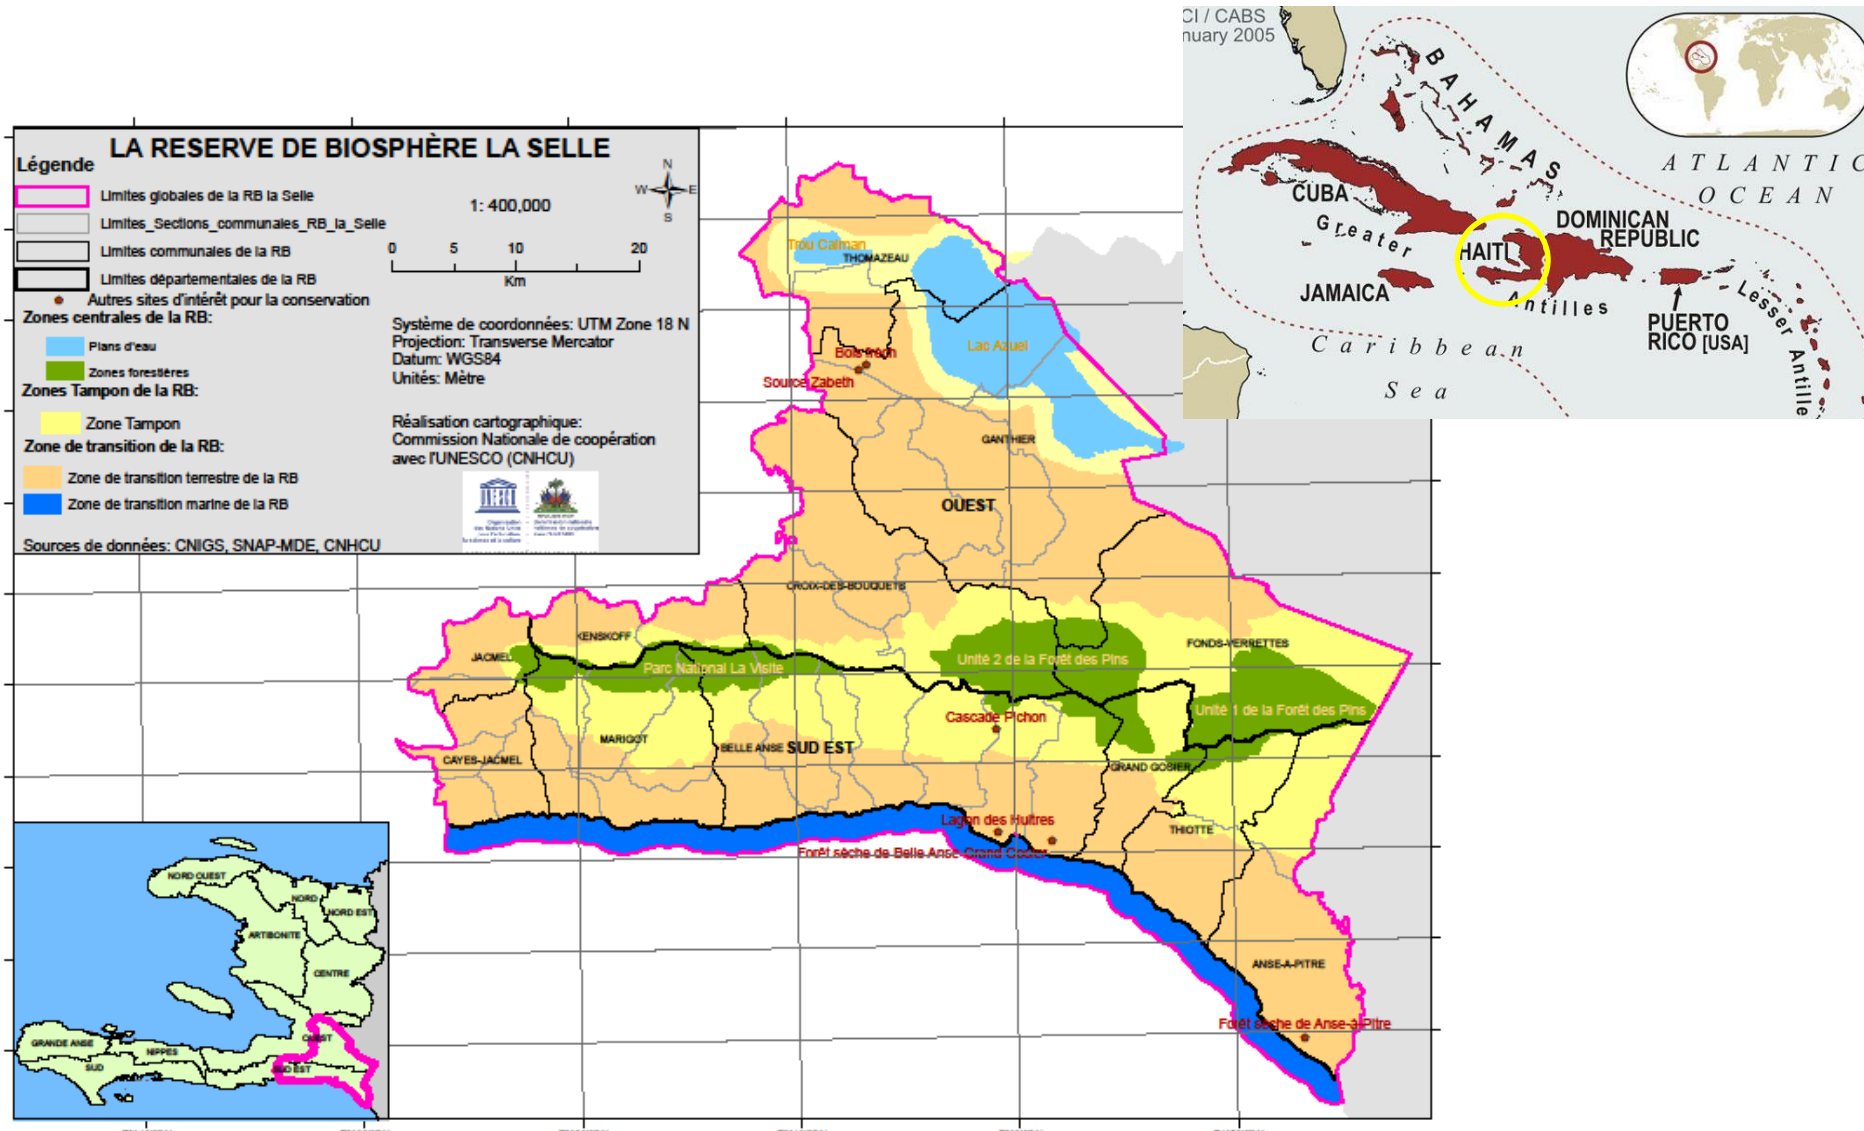 LA RESERVE DE BIOSPHÈRE LA SELLE
Légende
Limites globales de la RB la Selle
Limites_Sections_communales_RB_la_Selle
Limites communales de la RB
Limites départementales de la RB
Autres sites d'intérêt pour la conservation
Zones centrales de la RB:
Plans d'eau
Zones forestières
Zones Tampon de la RB:
Zone Tampon
Zone de transition de la RB:
Zone de transition terrestre de la RB
Zone de transition marine de la RB
Sources de données: CNIGS, SNAP-MDE, CNHCU
N
W E
S
1: 400,000
0 5 10 20
Km
Système de coordonnées: UTM Zone 18 N
Projection: Transverse Mercator
Datum: WGS84
Unités: Mètre
Réalisation cartographique:
Commission Nationale de coopération
avec l'UNESCO (CNHCU)
Trou Caïman
THOMAZEAU
Lac Azuei
Bois frech
Source Zabeth
GANTHIER
OUEST
CROIX-DES-BOUQUETS
KENSKOFF
JACMEL
FONDS-VERRETTES
Parc National La Visite
Unité 2 de la Forêt des Pins
Unité 1 de la Forêt des Pins
Cascade Pichon
MARIGOT
BELLE ANSE
SUD EST
CAYES-JACMEL
GRAND GOSIER
Lagon des Huîtres
THIOTTE
Forêt sèche de Belle Anse-Grand Gosier
ANSE-A-PITRE
Forêt sèche de Anse-à-Pitre
NORD OUEST
NORD
NORD EST
ARTIBONITE
CENTRE
OUEST
GRANDE ANSE
NIPPES
SUD
SUD EST
CI / CABS
nuary 2005
BAHAMAS
ATLANTIC
OCEAN
CUBA
Greater
DOMINICAN
REPUBLIC
HAITI
JAMAICA
Antilles
PUERTO
RICO [USA]
Lesser Antille
Caribbean
Sea